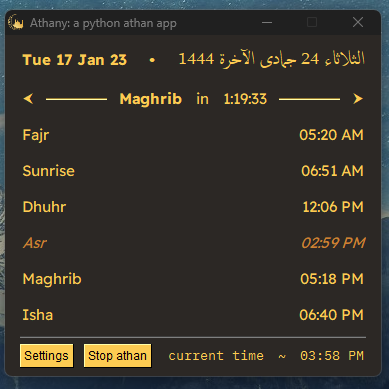 Athany: a python athan app
Tue 17 Jan 23 • الثلاثاء 24 جمادى الآخرة 1444
Maghrib in 1:19:33
Fajr 05:20 AM
Sunrise 06:51 AM
Dhuhr 12:06 PM
Asr 02:59 PM
Maghrib 05:18 PM
Isha 06:40 PM
Settings Stop athan current time ~ 03:58 PM